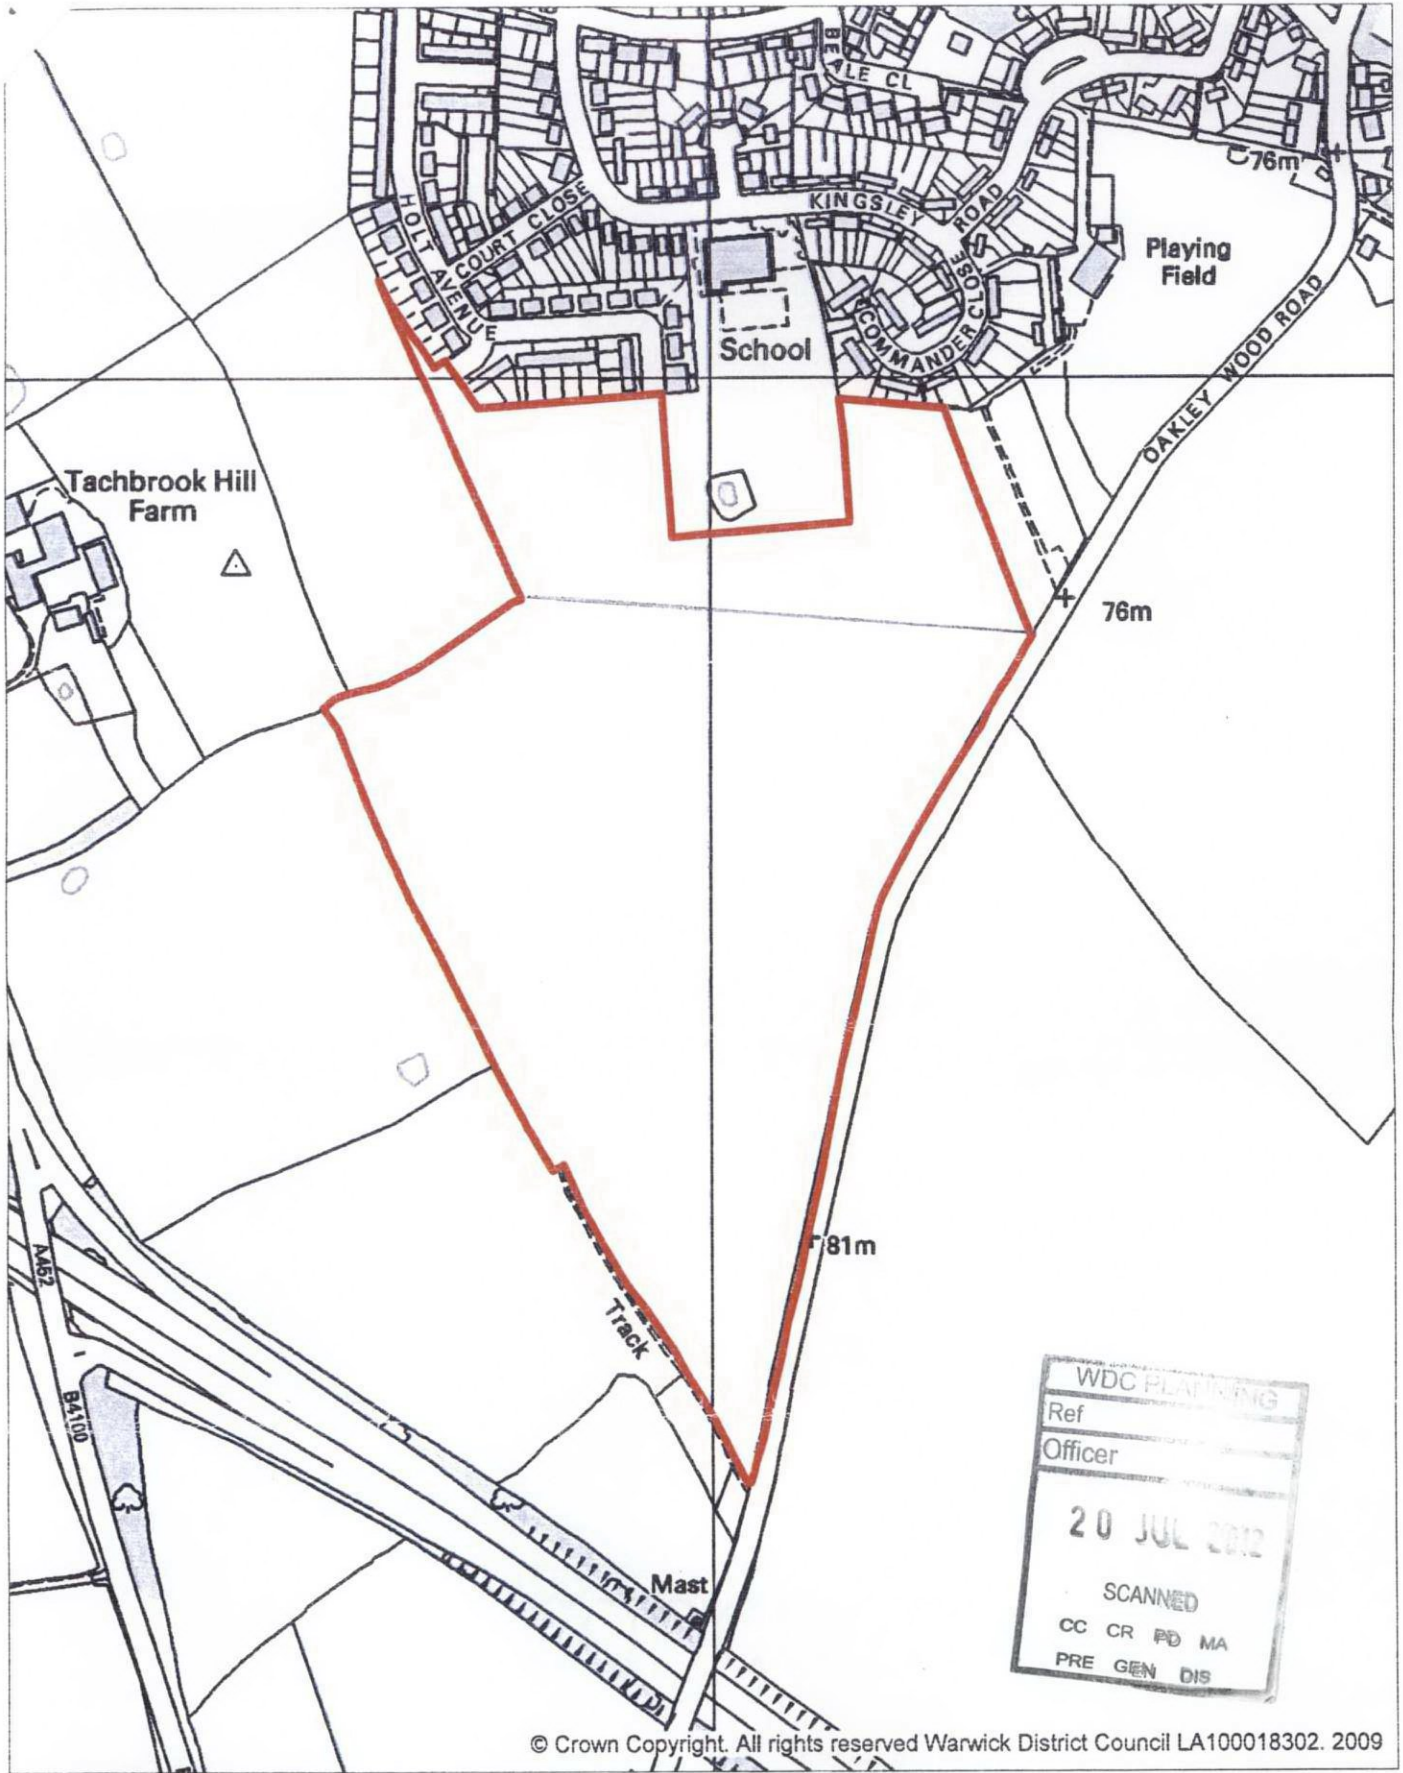 BEALE CL
76m
HOLT AVENUE
COURT CLOSE
KINGSLEY ROAD
Playing
Field
COMMANDER CLOSE
School
OAKLEY WOOD ROAD
Tachbrook Hill
Farm
76m
81m
A452
Track
B4100
WDC PLANNING
Ref
Officer
20 JUL 2012
SCANNED
CC CR PD MA
PRE GEN DIS
Mast
© Crown Copyright. All rights reserved Warwick District Council LA100018302. 2009